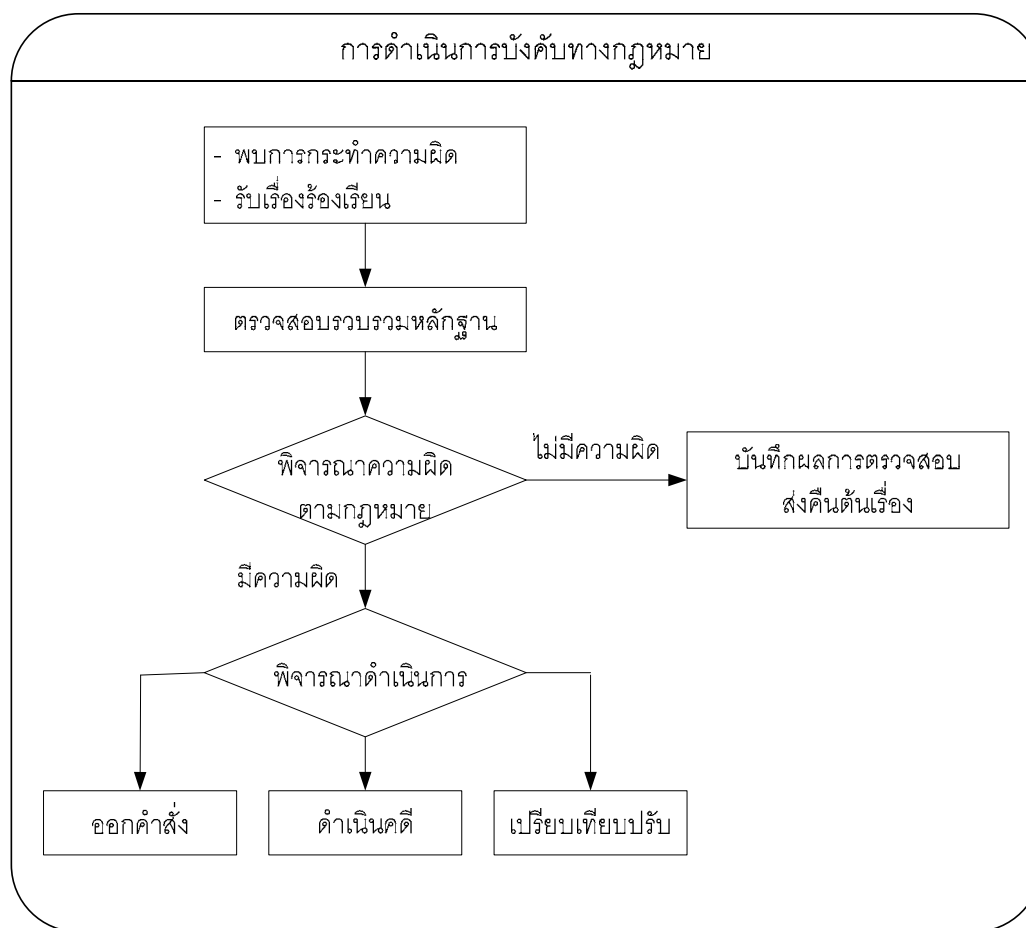 การดำเนินการบังคับทางกฎหมาย
- พบการกระทำความผิด
- รับเรื่องร้องเรียน
ตรวจสอบรวบรวมหลักฐาน
พิจารณาความผิด
ตามกฎหมาย
ไม่มีความผิด
บันทึกผลการตรวจสอบ
ส่งคืนต้นเรื่อง
มีความผิด
พิจารณาดำเนินการ
ออกคำสั่ง
ดำเนินคดี
เปรียบเทียบปรับ